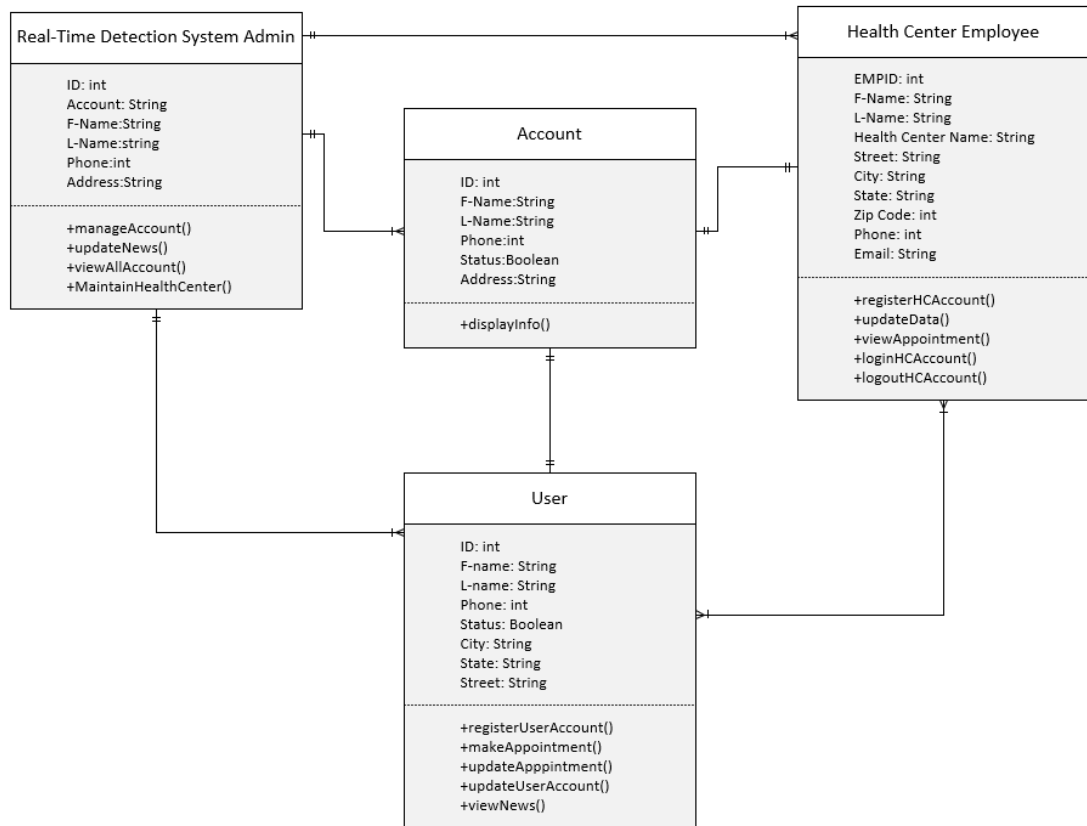 Real-Time Detection System Admin
ID: int
Account: String
F-Name:String
L-Name:string
Phone:int
Address:String
+manageAccount()
+updateNews()
+viewAllAccount()
+MaintainHealthCenter()
Account
ID: int
F-Name:String
L-Name:String
Phone:int
Status:Boolean
Address:String
+displayInfo()
Health Center Employee
EMPID: int
F-Name: String
L-Name: String
Health Center Name: String
Street: String
City: String
State: String
Zip Code: int
Phone: int
Email: String
+registerHCAccount()
+updateData()
+viewAppointment()
+loginHCAccount()
+logoutHCAccount()
User
ID: int
F-name: String
L-name: String
Phone: int
Status: Boolean
City: String
State: String
Street: String
+registerUserAccount()
+makeAppointment()
+updateApppintment()
+updateUserAccount()
+viewNews()